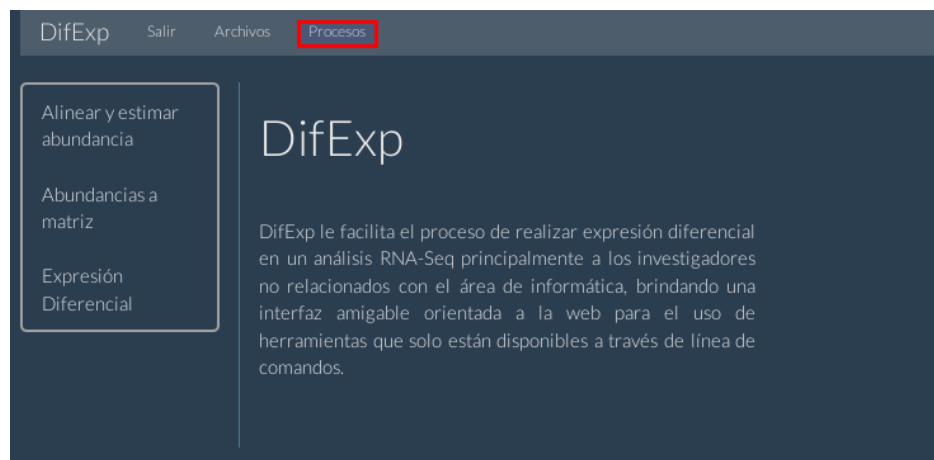 DifExp Salir Archivos Procesos
Alinear y estimar
abundancia
Abundancias a
matriz
Expresión
Diferencial
DifExp
DifExp le facilita el proceso de realizar expresión diferencial
en un análisis RNA-Seq principalmente a los investigadores
no relacionados con el área de informática, brindando una
interfaz amigable orientada a la web para el uso de
herramientas que solo están disponibles a través de línea de
comandos.